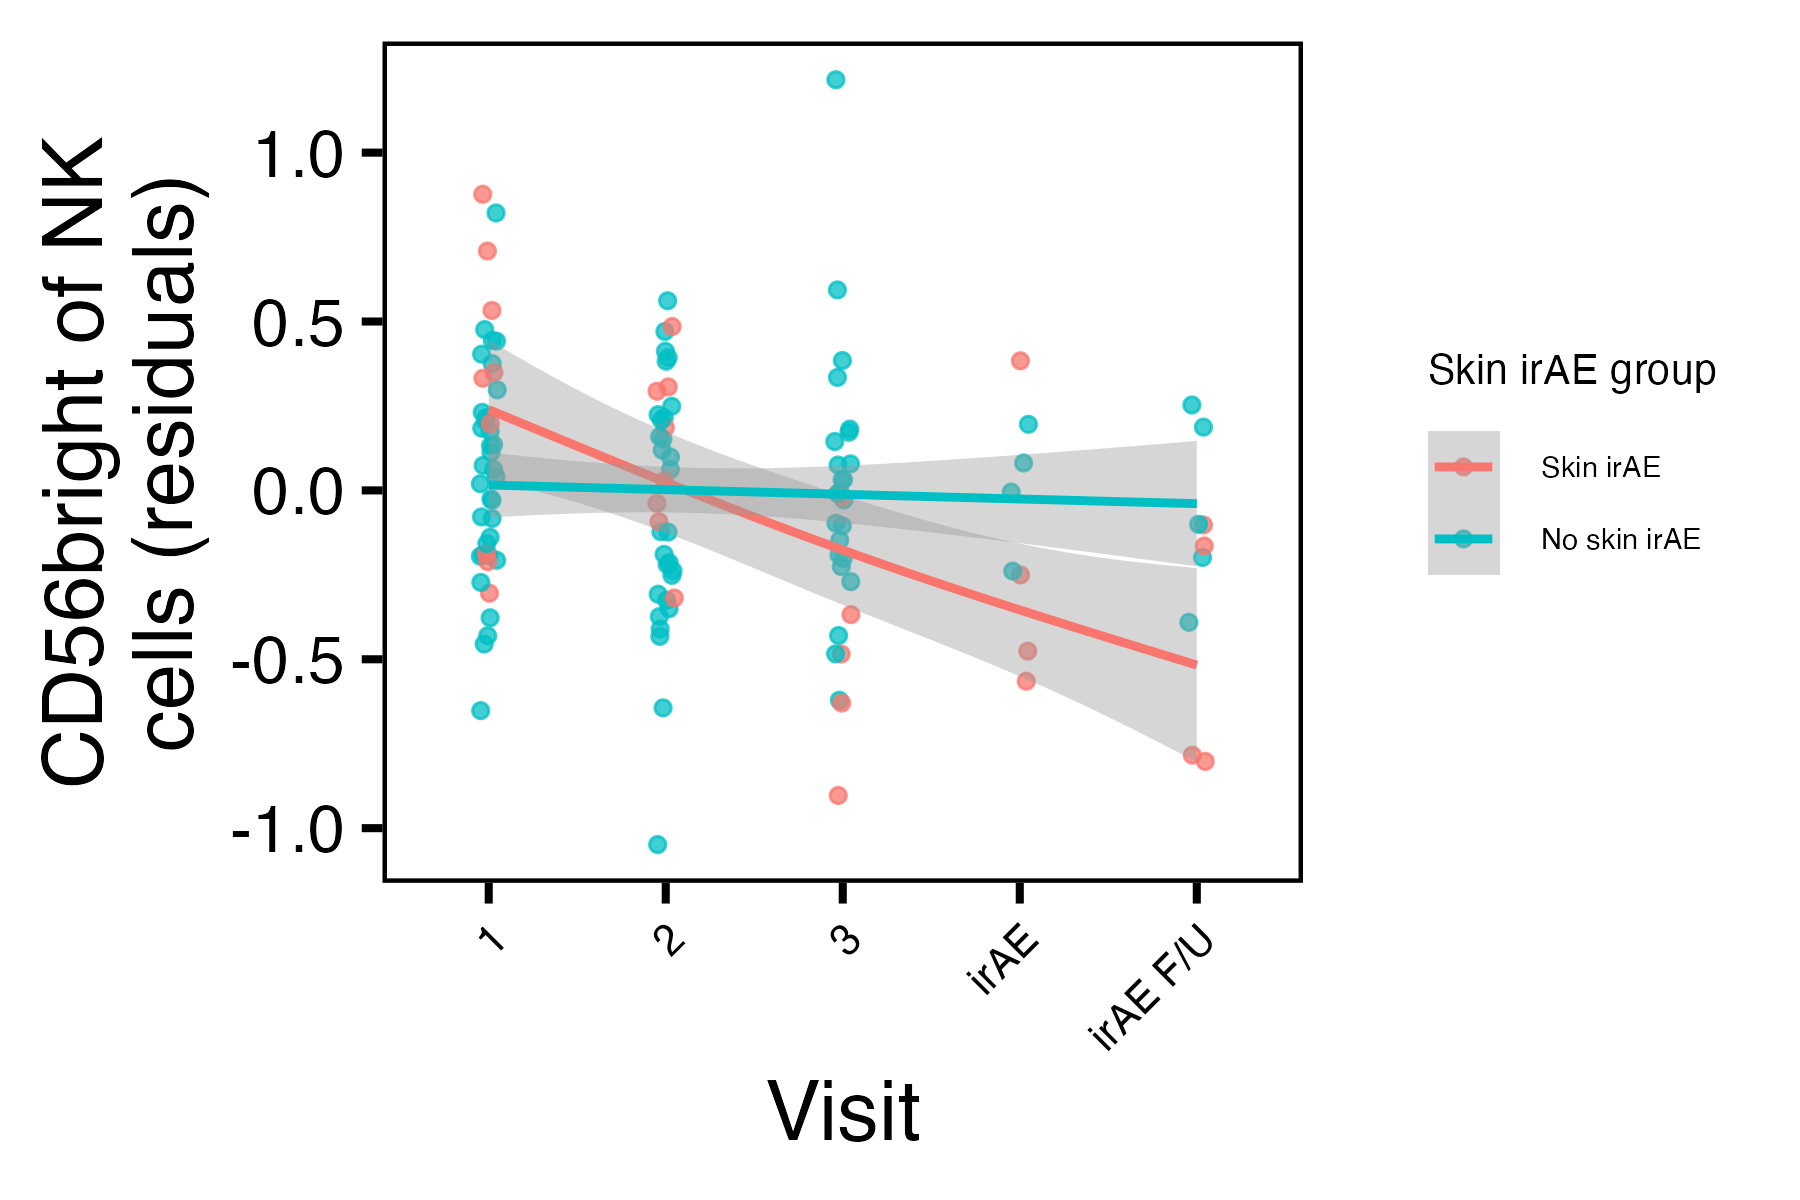 CD56bright of NK
cells (residuals)
1.0
0.5
0.0
-0.5
-1.0
1
2
3
irAE
irAE F/U
Visit
Skin irAE group
Skin irAE
No skin irAE